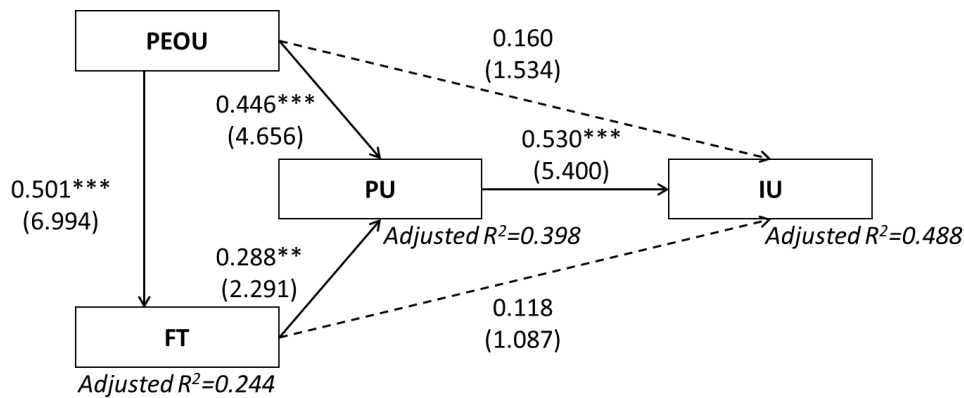 PEOU
0.160
(1.534)
0.446***
(4.656)
0.530***
(5.400)
0.501***
(6.994)
PU
IU
Adjusted R²=0.398
Adjusted R²=0.488
0.288**
(2.291)
0.118
(1.087)
FT
Adjusted R²=0.244